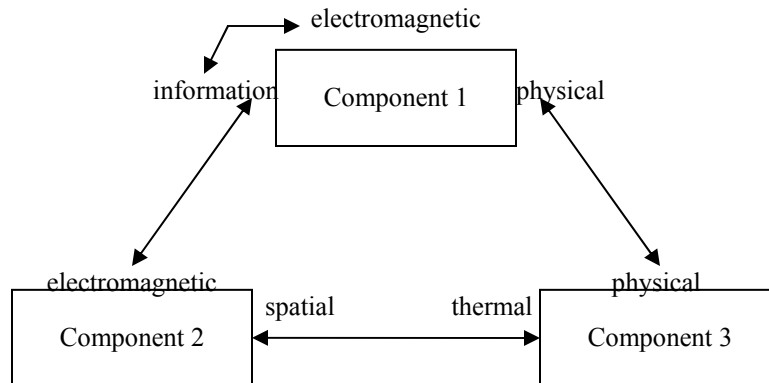 electromagnetic
information
Component 1
physical
electromagnetic
physical
spatial
thermal
Component 2
Component 3